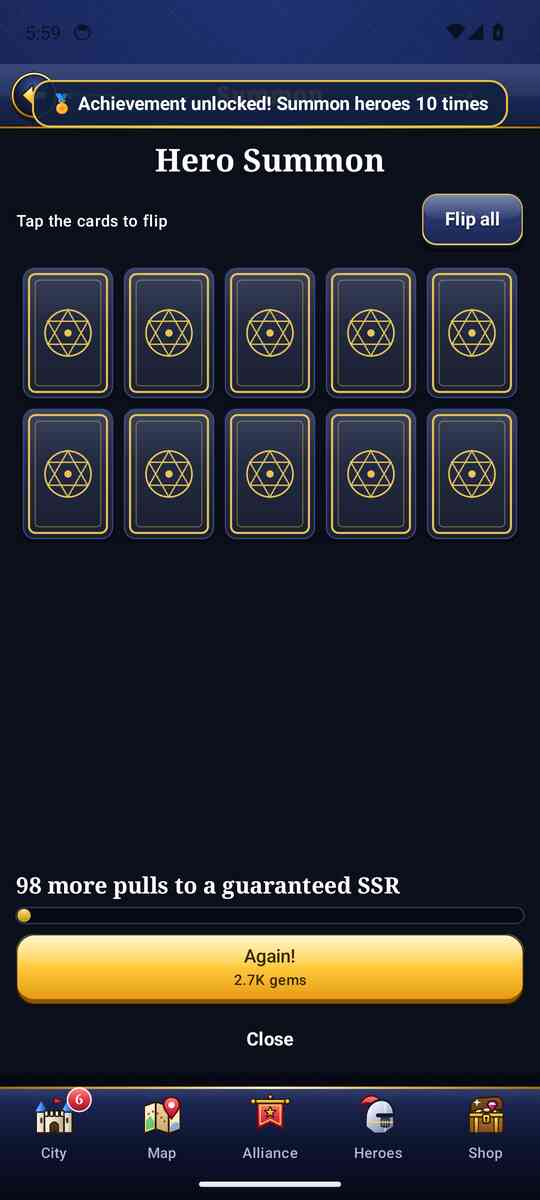 5:59
🏅 Achievement unlocked! Summon heroes 10 times
Hero Summon
Tap the cards to flip
Flip all
98 more pulls to a guaranteed SSR
Again!
2.7K gems
Close
6
City
Map
Alliance
Heroes
Shop